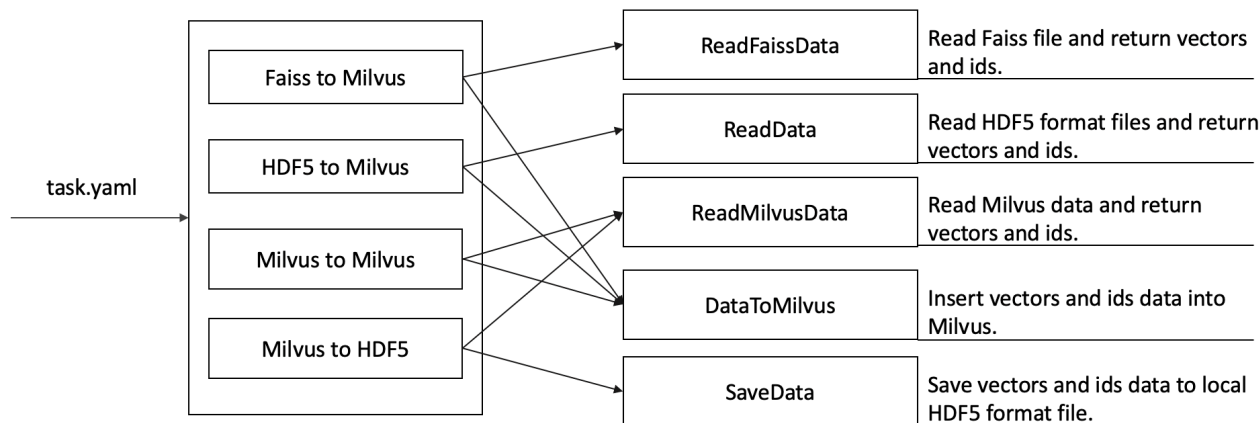 task.yaml
Faiss to Milvus
HDF5 to Milvus
Milvus to Milvus
Milvus to HDF5
ReadFaissData
Read Faiss file and return vectors
and ids.
ReadData
Read HDF5 format files and return
vectors and ids.
ReadMilvusData
Read Milvus data and return
vectors and ids.
DataToMilvus
Insert vectors and ids data into
Milvus.
SaveData
Save vectors and ids data to local
HDF5 format file.